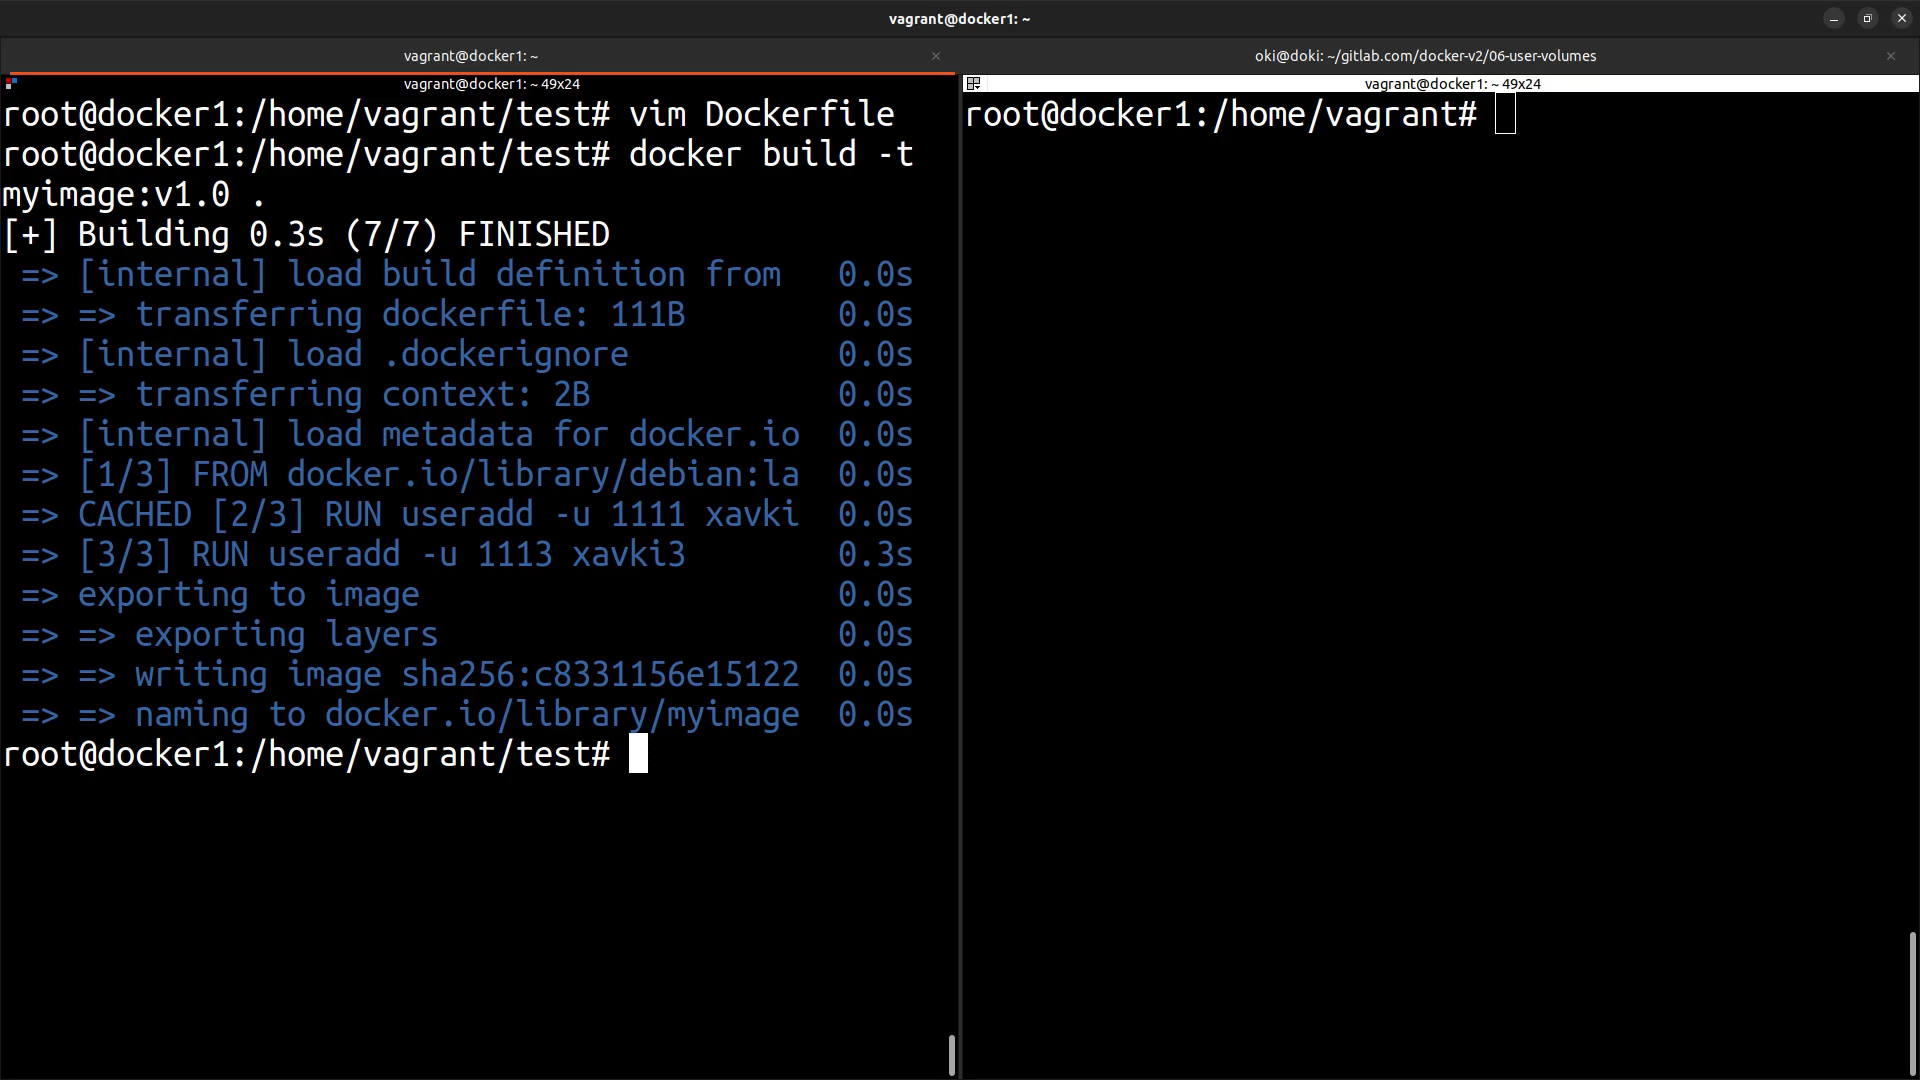 vagrant@docker1: ~
vagrant@docker1: ~
oki@doki: ~/gitlab.com/docker-v2/06-user-volumes
vagrant@docker1: ~ 49x24
root@docker1:/home/vagrant/test# vim Dockerfile
root@docker1:/home/vagrant/test# docker build -t
myimage:v1.0 .
[+] Building 0.3s (7/7) FINISHED
=> [internal] load build definition from 0.0s
=> => transferring dockerfile: 111B 0.0s
=> [internal] load .dockerignore 0.0s
=> => transferring context: 2B 0.0s
=> [internal] load metadata for docker.io 0.0s
=> [1/3] FROM docker.io/library/debian:la 0.0s
=> CACHED [2/3] RUN useradd -u 1111 xavki 0.0s
=> [3/3] RUN useradd -u 1113 xavki3 0.3s
=> exporting to image 0.0s
=> => exporting layers 0.0s
=> => writing image sha256:c8331156e15122 0.0s
=> => naming to docker.io/library/myimage 0.0s
root@docker1:/home/vagrant/test#
vagrant@docker1: ~ 49x24
root@docker1:/home/vagrant#